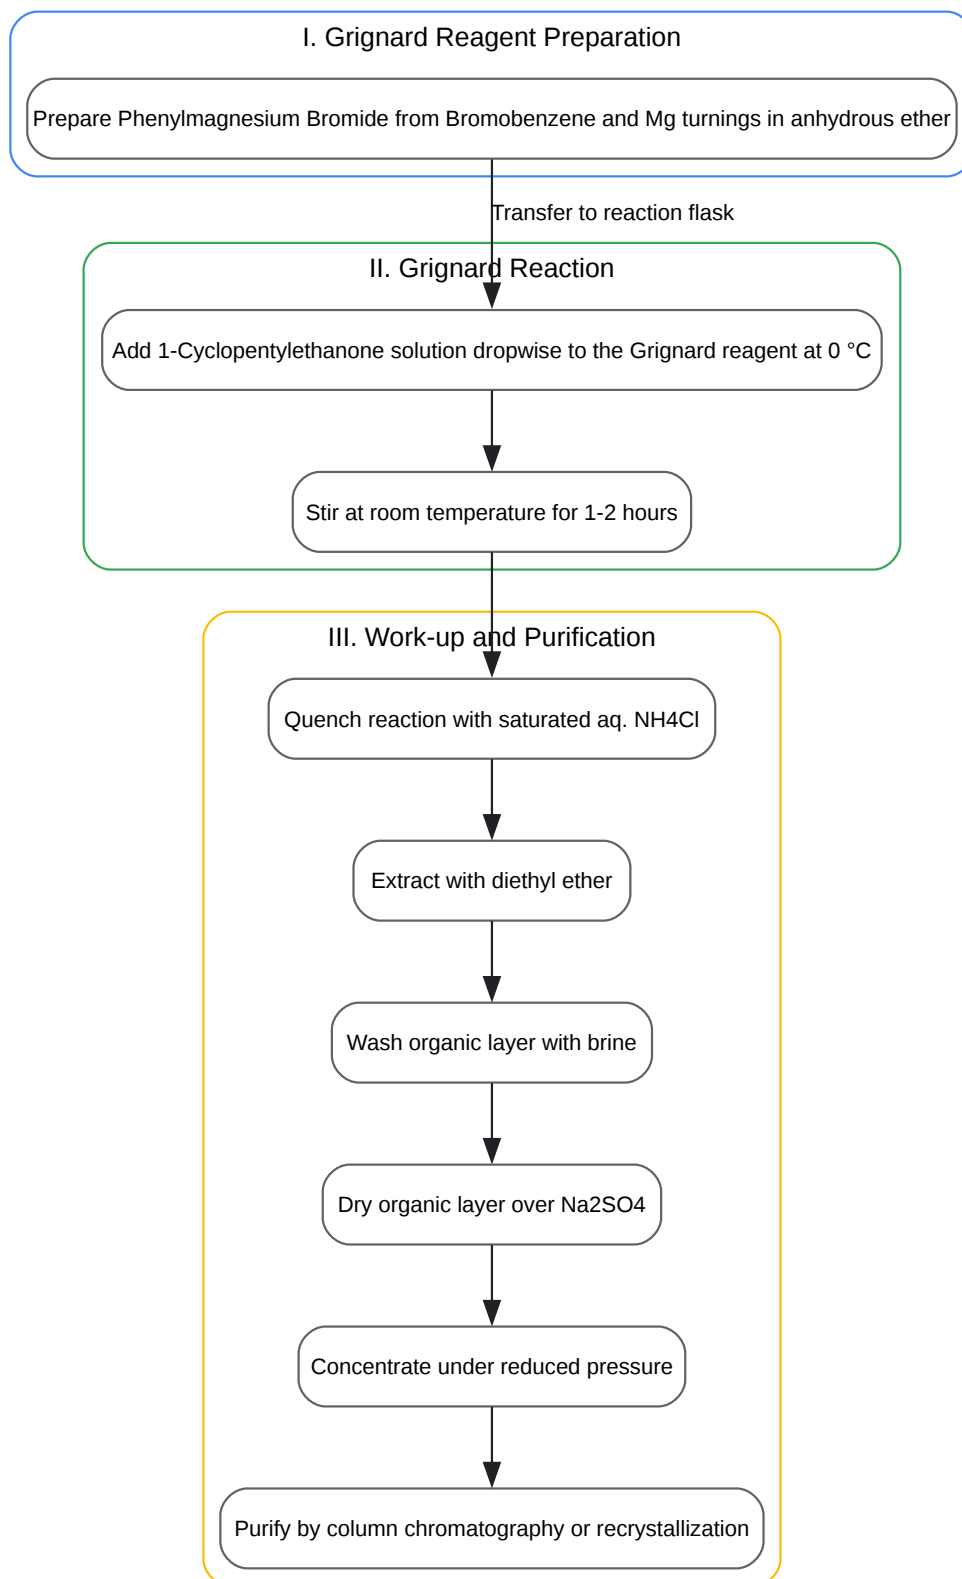 I. Grignard Reagent Preparation
Prepare Phenylmagnesium Bromide from Bromobenzene and Mg turnings in anhydrous ether
Transfer to reaction flask
II. Grignard Reaction
Add 1-Cyclopentylethanone solution dropwise to the Grignard reagent at 0 °C
Stir at room temperature for 1-2 hours
III. Work-up and Purification
Quench reaction with saturated aq. NH4Cl
Extract with diethyl ether
Wash organic layer with brine
Dry organic layer over Na2SO4
Concentrate under reduced pressure
Purify by column chromatography or recrystallization